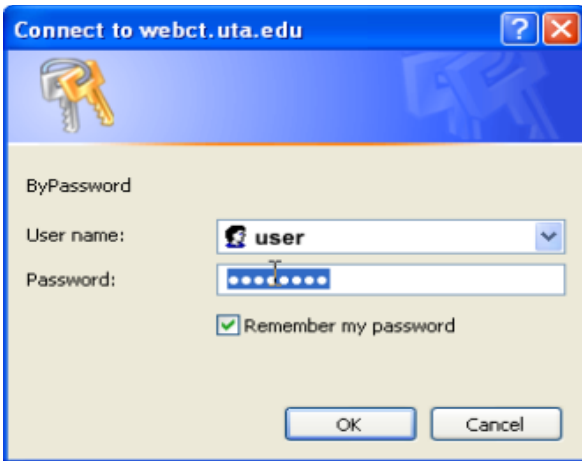 Connect to webct.uta.edu
ByPassword
User name: user
Password: ••••••••
Remember my password
OK Cancel